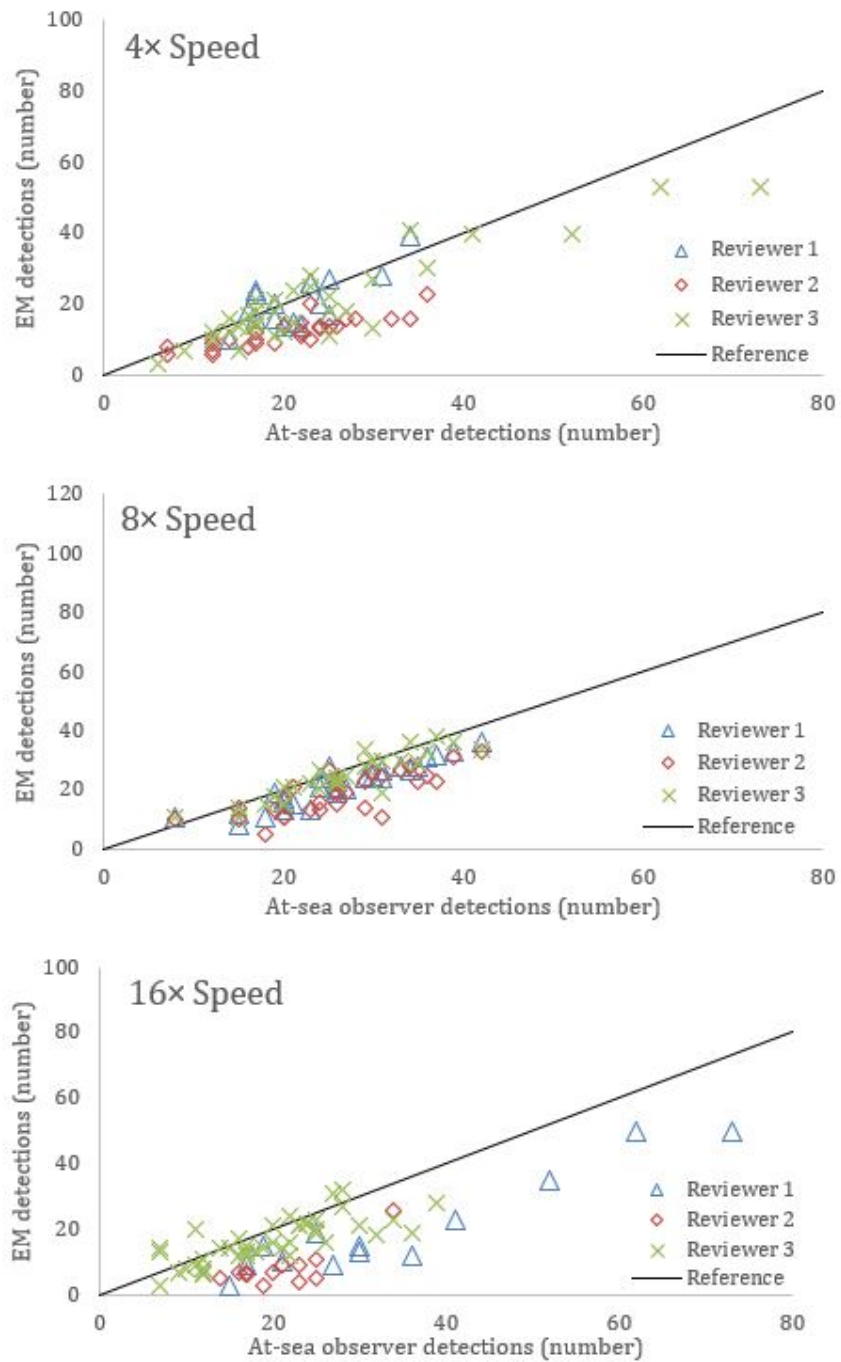 100
4× Speed
80
60
40
20
0
EM detections (number)
Reviewer 1
Reviewer 2
Reviewer 3
Reference
0 20 40 60 80
At-sea observer detections (number)
120
8× Speed
100
80
60
40
20
0
EM detections (number)
Reviewer 1
Reviewer 2
Reviewer 3
Reference
0 20 40 60 80
At-sea observer detections (number)
100
16× Speed
80
60
40
20
0
EM detections (number)
Reviewer 1
Reviewer 2
Reviewer 3
Reference
0 20 40 60 80
At-sea observer detections (number)